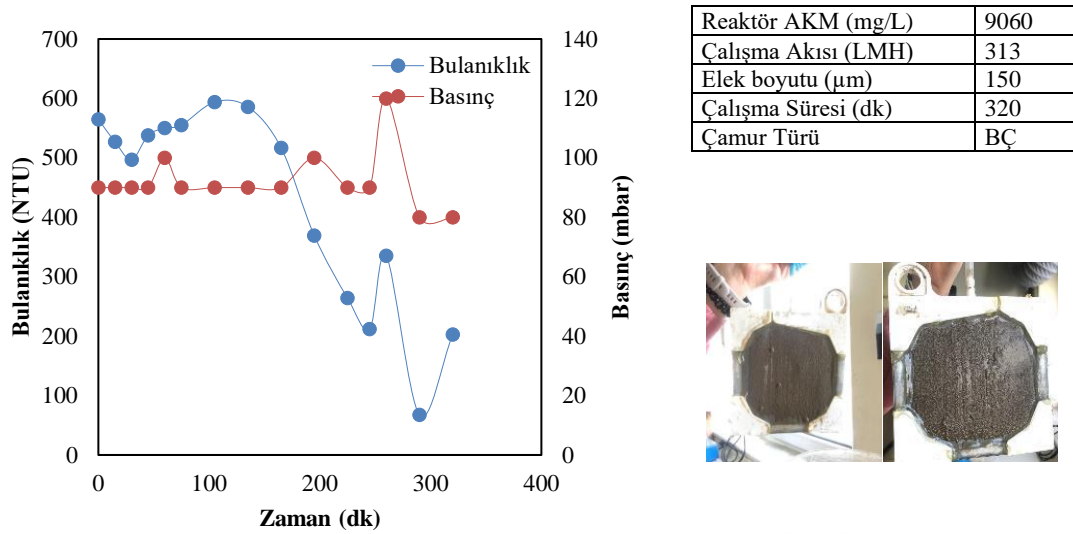 700
600
500
400
300
200
100
0
Bulanıklık (NTU)
Bulanıklık
Basınç
140
120
100
80
60
40
20
0
Basınç (mbar)
0 100 200 300 400
Zaman (dk)
Reaktör AKM (mg/L) 9060
Çalışma Akısı (LMH) 313
Elek boyutu (µm) 150
Çalışma Süresi (dk) 320
Çamur Türü BÇ